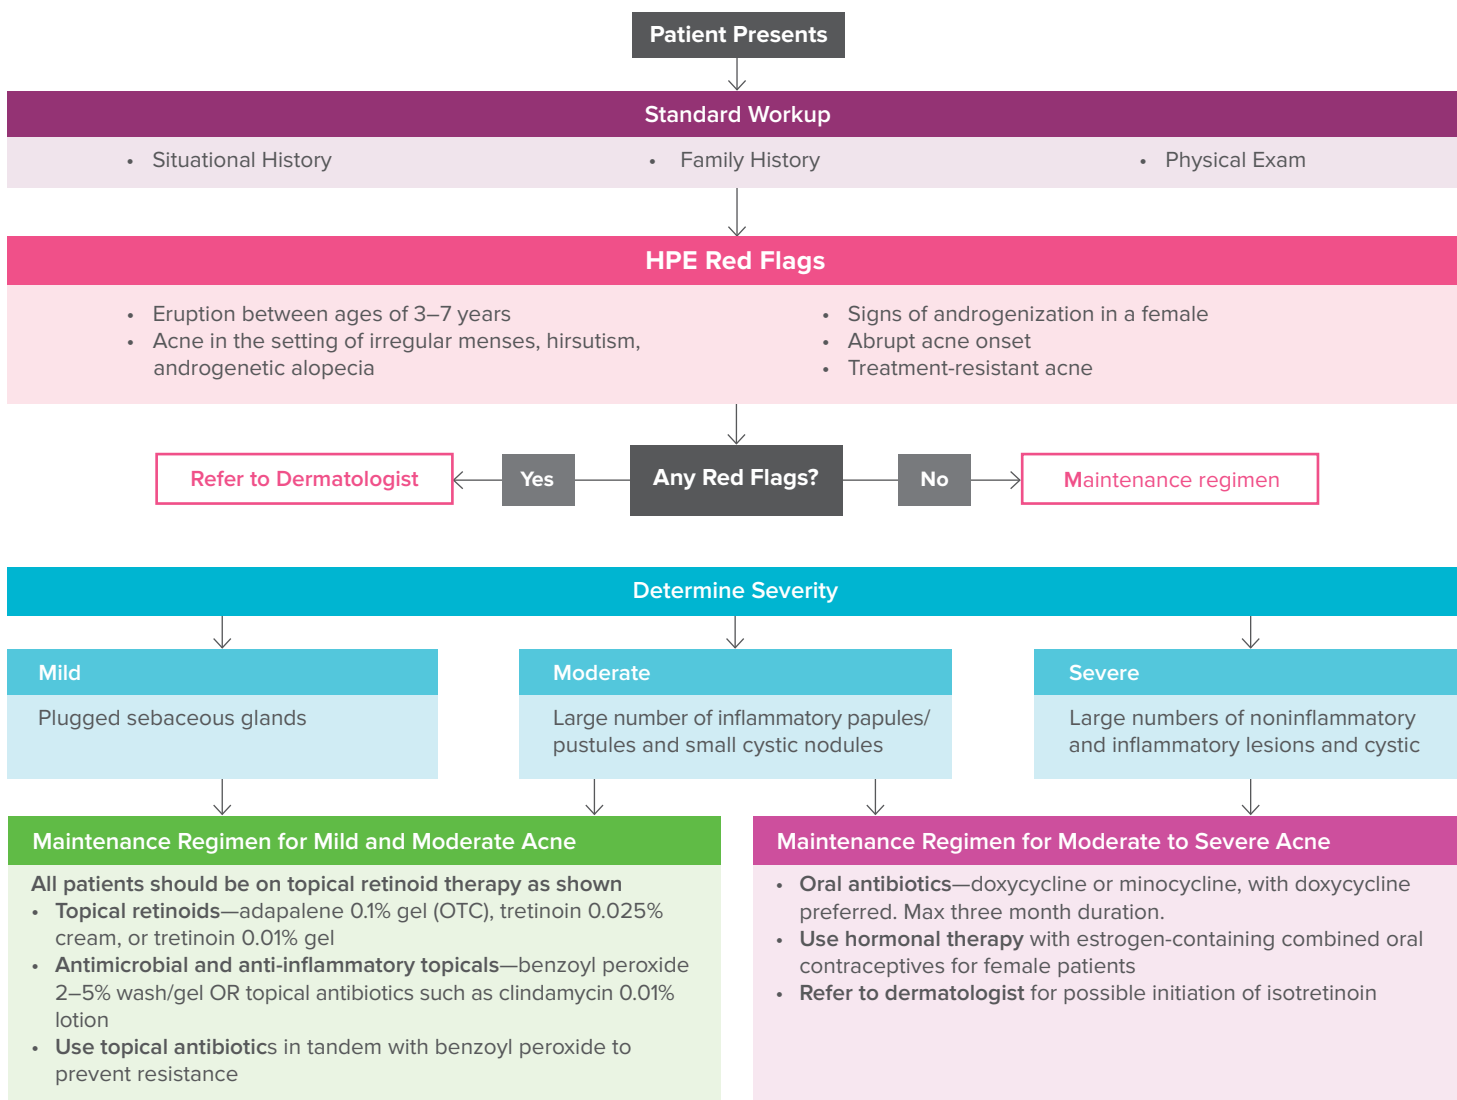 Patient Presents
Standard Workup
• Situational History
• Family History
• Physical Exam
HPE Red Flags
• Eruption between ages of 3–7 years
• Acne in the setting of irregular menses, hirsutism,
androgenetic alopecia
• Signs of androgenization in a female
• Abrupt acne onset
• Treatment-resistant acne
Refer to Dermatologist
Yes
Any Red Flags?
No
Maintenance regimen
Determine Severity
Mild
Plugged sebaceous glands
Moderate
Large number of inflammatory papules/
pustules and small cystic nodules
Severe
Large numbers of noninflammatory
and inflammatory lesions and cystic
Maintenance Regimen for Mild and Moderate Acne
All patients should be on topical retinoid therapy as shown
• Topical retinoids—adapalene 0.1% gel (OTC), tretinoin 0.025%
cream, or tretinoin 0.01% gel
• Antimicrobial and anti-inflammatory topicals—benzoyl peroxide
2–5% wash/gel OR topical antibiotics such as clindamycin 0.01%
lotion
• Use topical antibiotics in tandem with benzoyl peroxide to
prevent resistance
Maintenance Regimen for Moderate to Severe Acne
• Oral antibiotics—doxycycline or minocycline, with doxycycline
preferred. Max three month duration.
• Use hormonal therapy with estrogen-containing combined oral
contraceptives for female patients
• Refer to dermatologist for possible initiation of isotretinoin